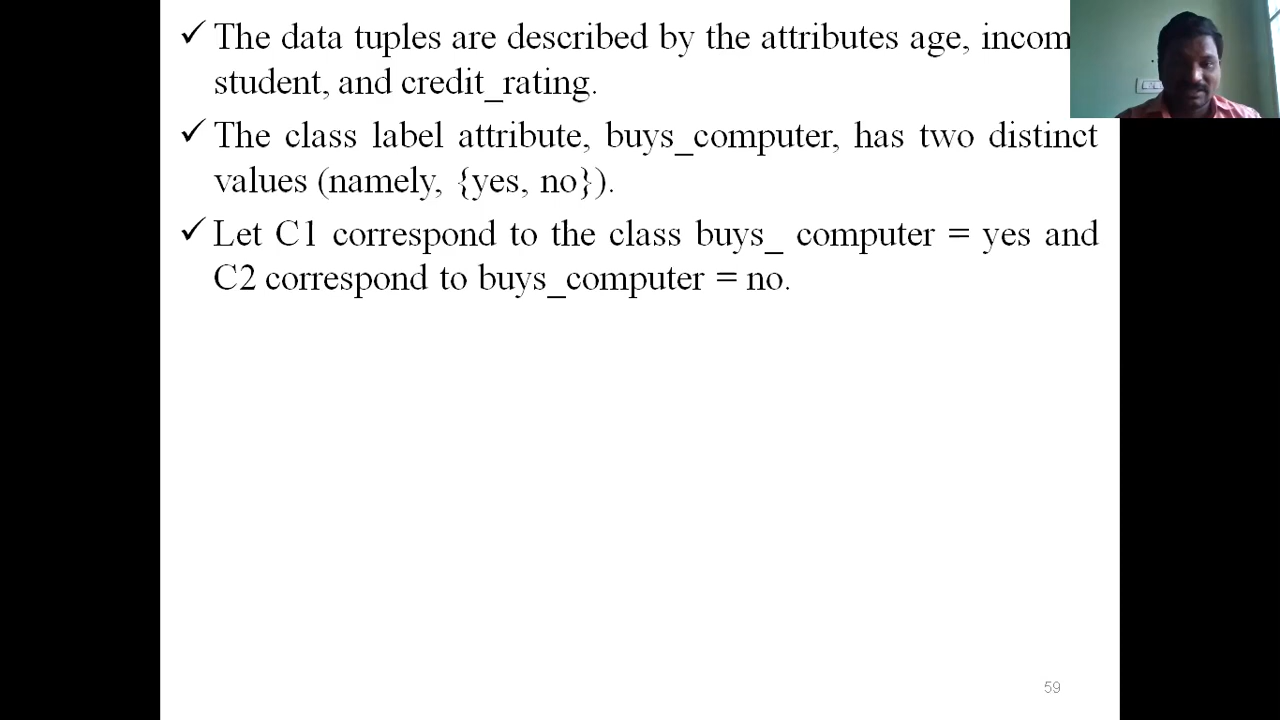 ✓ The data tuples are described by the attributes age, incom
student, and credit_rating.
✓ The class label attribute, buys_computer, has two distinct
values (namely, {yes, no}).
✓ Let C1 correspond to the class buys_ computer = yes and
C2 correspond to buys_computer = no.
59